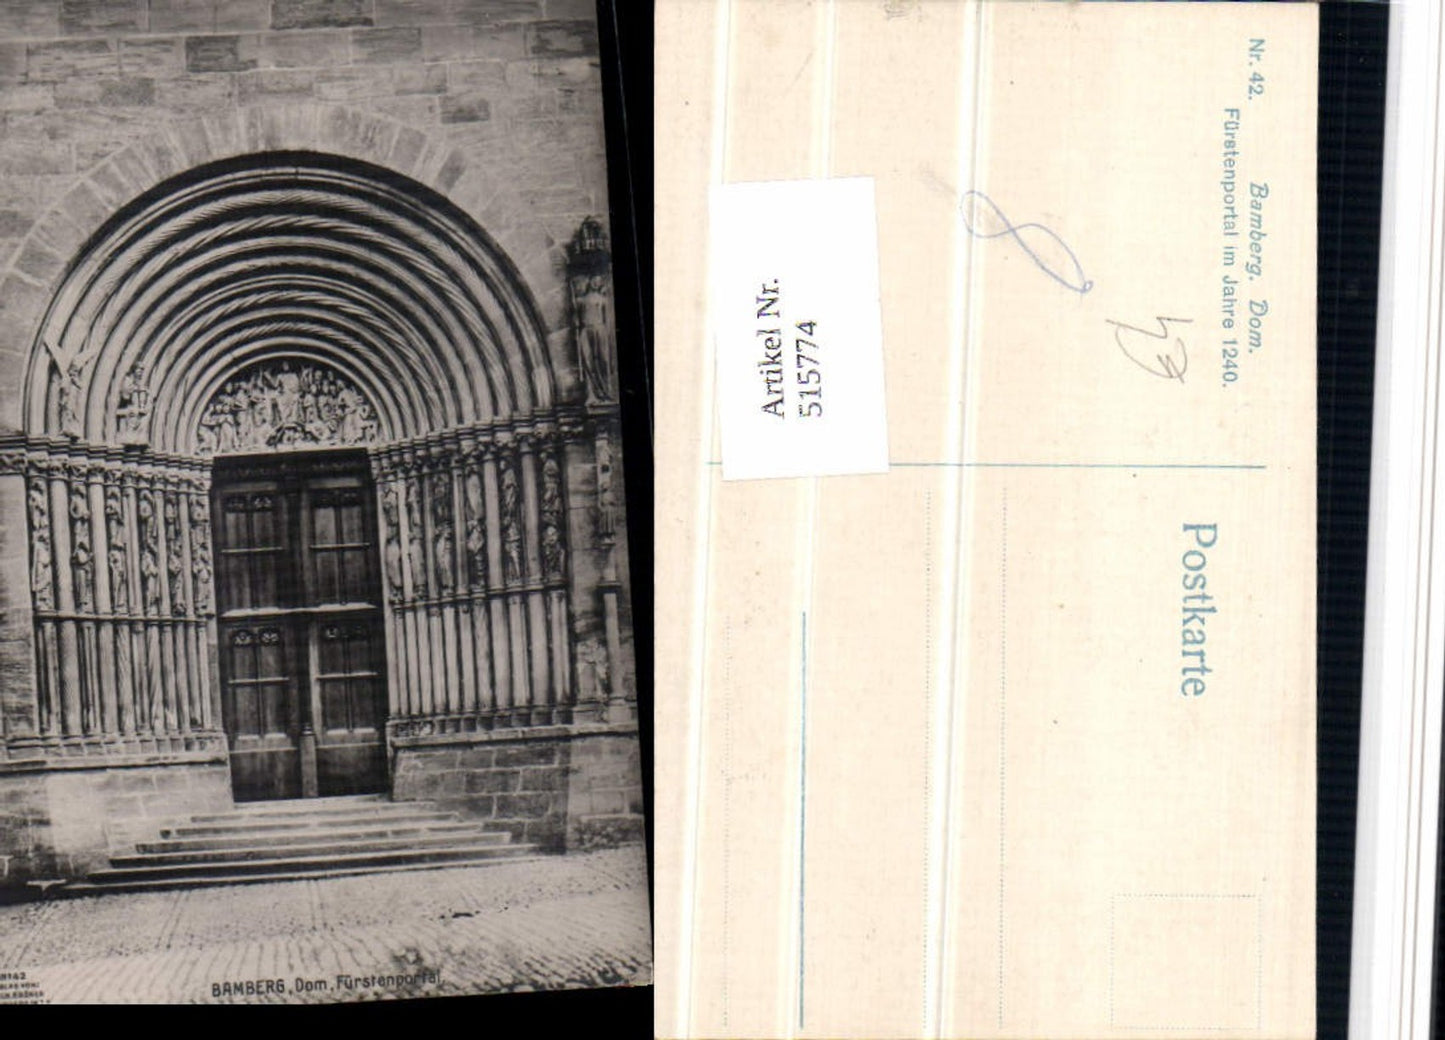 BAMBERG, Dom, Fürstenportal.
Nr. 42. Bamberg. Dom.
Fürstenportal im Jahre 1240.
Artikel Nr.
515774
Postkarte